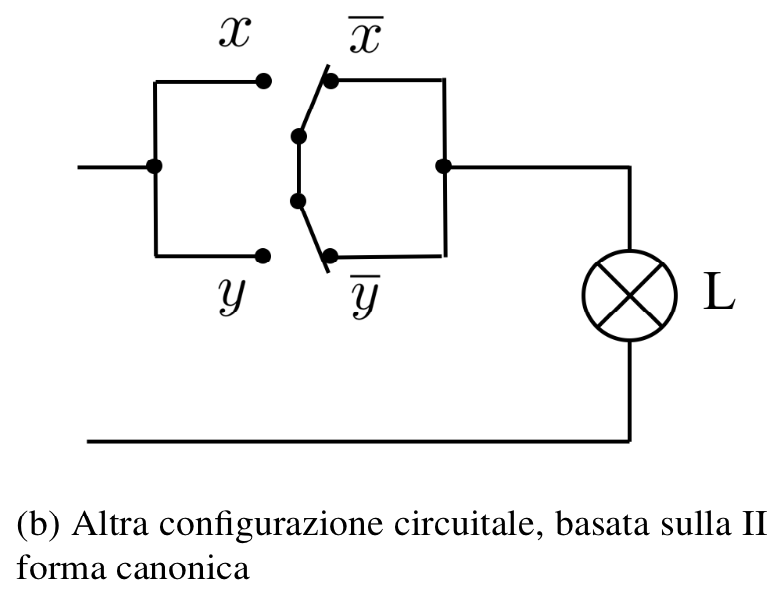 x x̅
y y̅
L
(b) Altra configurazione circuitale, basata sulla II
forma canonica